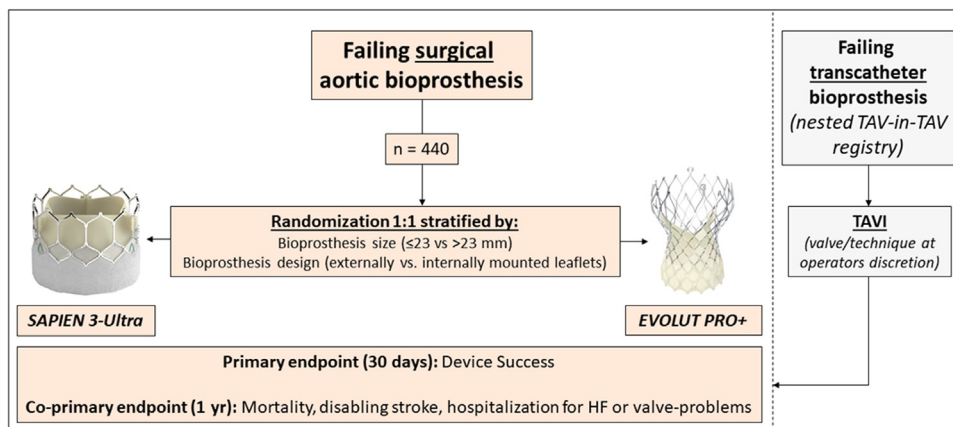 Failing surgical
aortic bioprosthesis
n = 440
Randomization 1:1 stratified by:
Bioprosthesis size (≤23 vs >23 mm)
Bioprosthesis design (externally vs. internally mounted leaflets)
SAPIEN 3-Ultra
EVOLUT PRO+
Primary endpoint (30 days): Device Success
Co-primary endpoint (1 yr): Mortality, disabling stroke, hospitalization for HF or valve-problems
Failing
transcatheter
bioprosthesis
(nested TAV-in-TAV
registry)
TAVI
(valve/technique at
operators discretion)